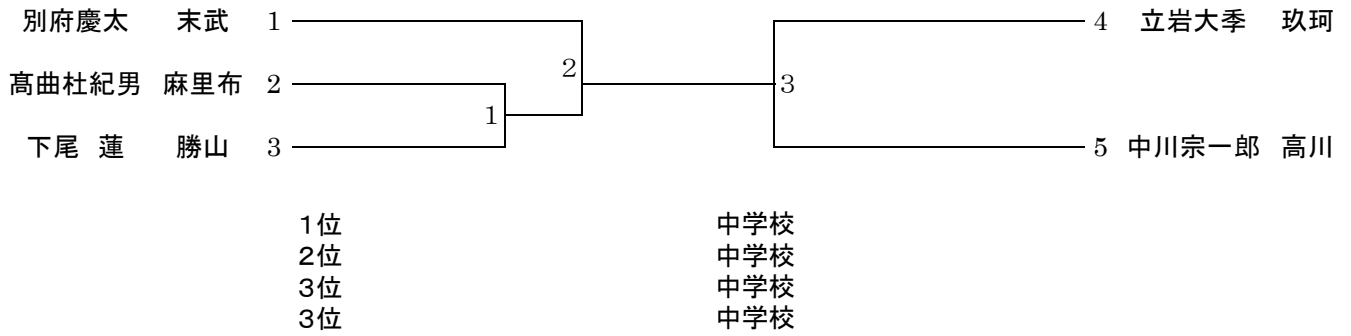 別府慶太 末武 1
4 立岩大季 玖珂
2
髙曲杜紀男 麻里布 2
3
1
下尾 蓮 勝山 3
5 中川宗一郎 高川
1位 中学校
2位 中学校
3位 中学校
3位 中学校